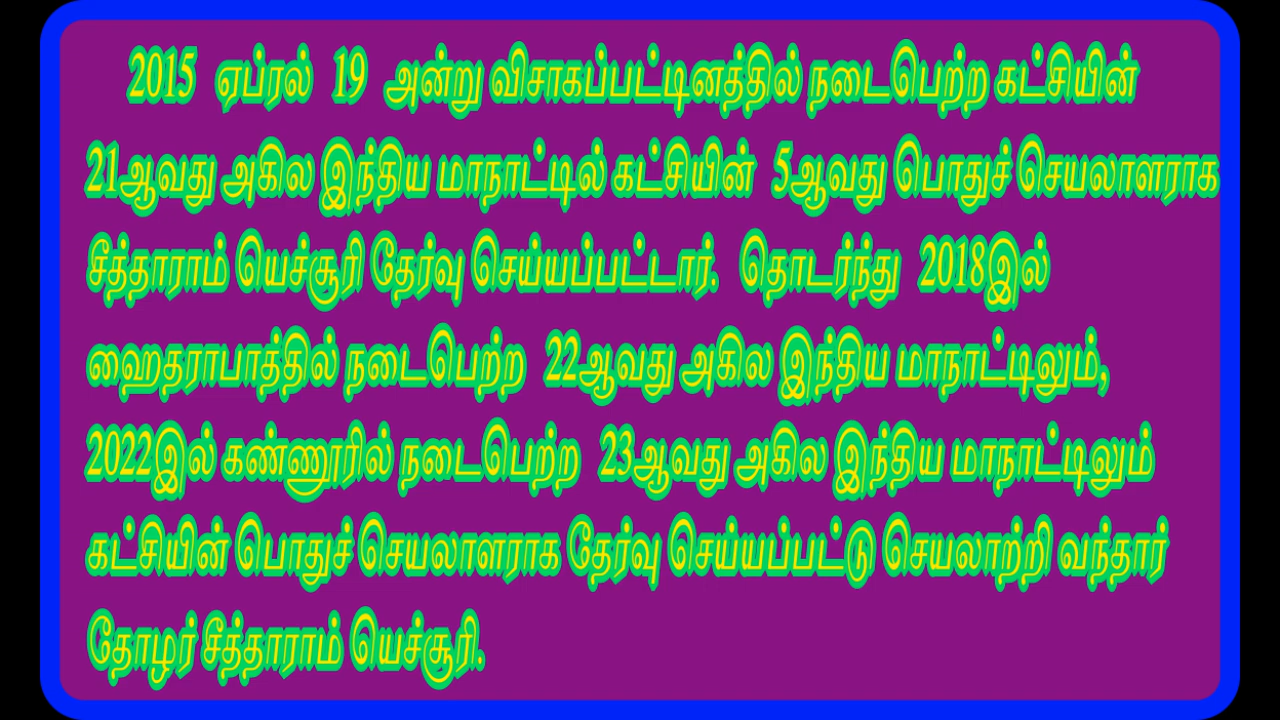 2015 ஏப்ரல் 19 அன்று விசாகப்பட்டினத்தில் நடைபெற்ற கட்சியின்
21ஆவது அகில இந்திய மாநாட்டில் கட்சியின் 5ஆவது பொதுச் செயலாளராக
சீத்தாராம் யெச்சூரி தேர்வு செய்யப்பட்டார். தொடர்ந்து 2018இல்
ஹைதராபாத்தில் நடைபெற்ற 22ஆவது அகில இந்திய மாநாட்டிலும்,
2022இல் கண்ணூரில் நடைபெற்ற 23ஆவது அகில இந்திய மாநாட்டிலும்
கட்சியின் பொதுச் செயலாளராக தேர்வு செய்யப்பட்டு செயலாற்றி வந்தார்
தோழர் சீத்தாராம் யெச்சூரி.